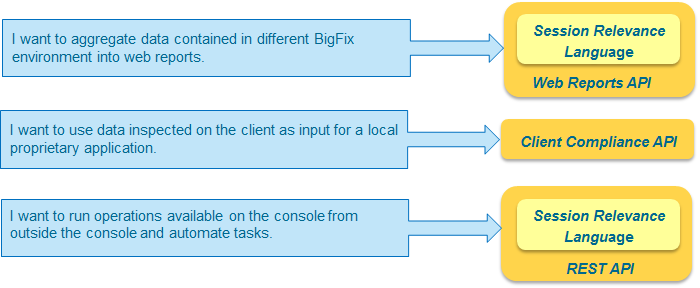 I want to aggregate data contained in different BigFix
environment into web reports.
Session Relevance
Language
Web Reports API
I want to use data inspected on the client as input for a local
proprietary application.
Client Compliance API
I want to run operations available on the console from
outside the console and automate tasks.
Session Relevance
Language
REST API